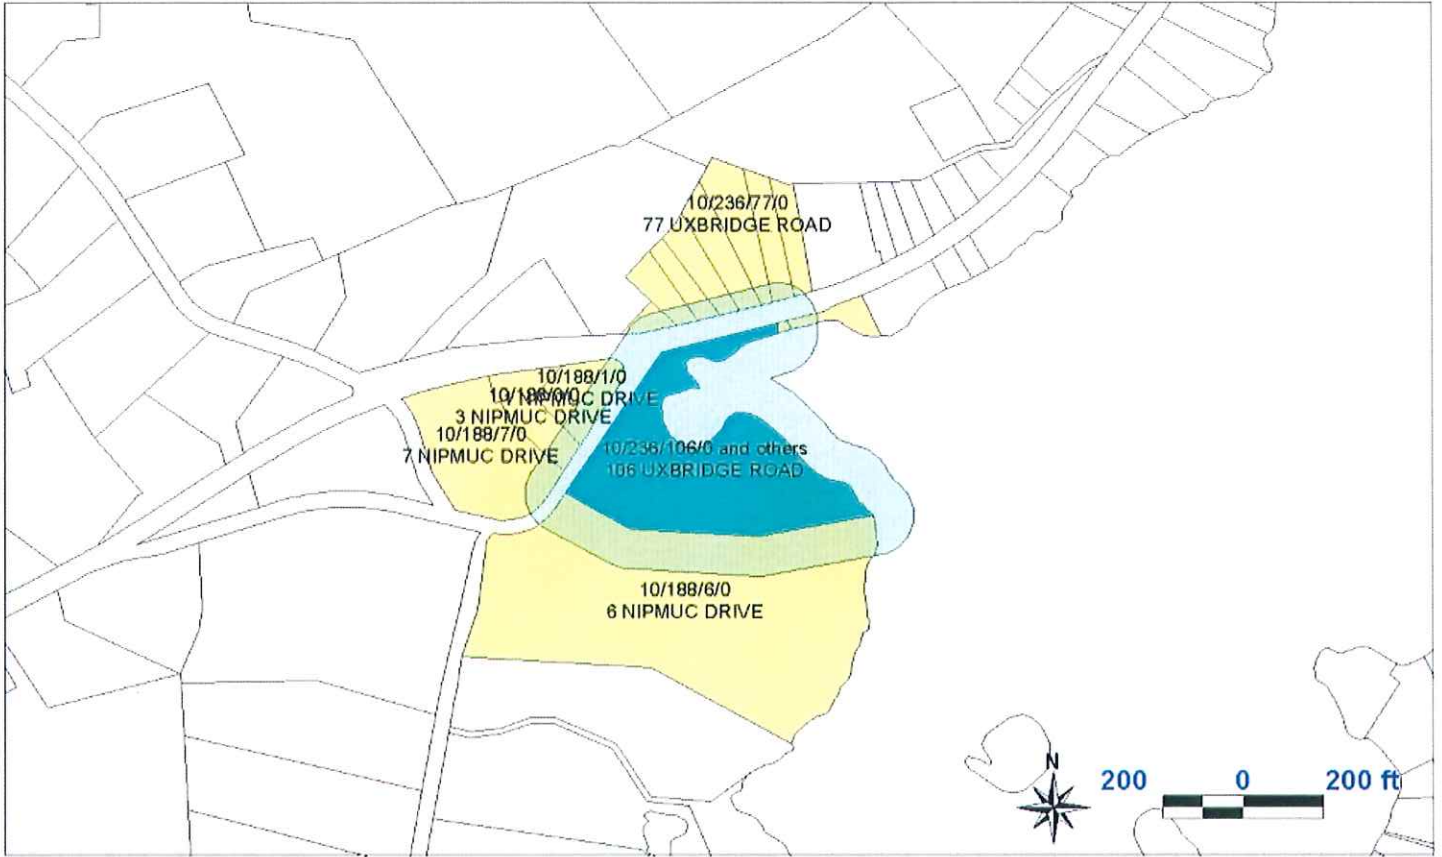 10/236/77/0
77 UXBRIDGE ROAD
10/188/1/0
NIPMUC DRIVE
3 NIPMUC DRIVE
10/188/7/0
7 NIPMUC DRIVE
10/236/106/0 and others
106 UXBRIDGE ROAD
10/188/6/0
6 NIPMUC DRIVE
N
200 0 200 ft